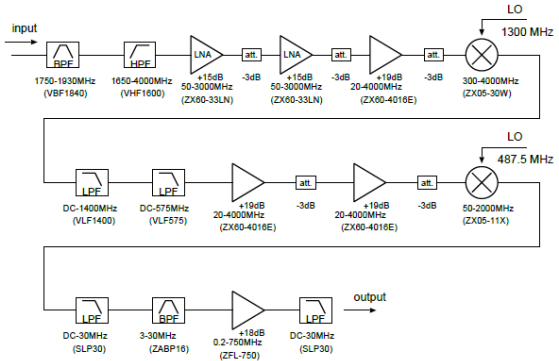 input
LO
1300 MHz
BPF
HPF
LNA
att.
LNA
att.
att.
1750-1930MHz
(VBF1840)
1650-4000MHz
(VHF1600)
+15dB
50-3000MHz
(ZX60-33LN)
-3dB
+15dB
50-3000MHz
(ZX60-33LN)
-3dB
+19dB
20-4000MHz
(ZX60-4016E)
-3dB
300-4000MHz
(ZX05-30W)
LO
487.5 MHz
LPF
LPF
att.
att.
DC-1400MHz
(VLF1400)
DC-575MHz
(VLF575)
+19dB
20-4000MHz
(ZX60-4016E)
-3dB
+19dB
20-4000MHz
(ZX60-4016E)
-3dB
50-2000MHz
(ZX05-11X)
output
LPF
BPF
LPF
DC-30MHz
(SLP30)
3-30MHz
(ZABP16)
+18dB
0.2-750MHz
(ZFL-750)
DC-30MHz
(SLP30)